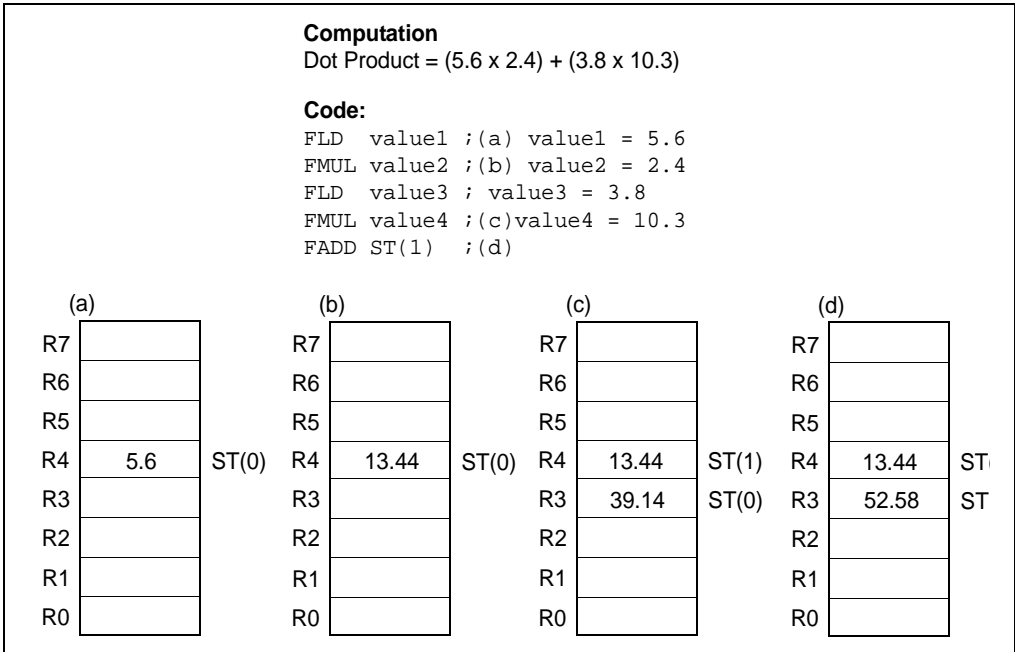 Computation
Dot Product = (5.6 x 2.4) + (3.8 x 10.3)
Code:
FLD value1 ;(a) value1 = 5.6
FMUL value2 ;(b) value2 = 2.4
FLD value3 ; value3 = 3.8
FMUL value4 ;(c)value4 = 10.3
FADD ST(1) ;(d)
(a) (b) (c) (d)
R7 R7 R7 R7
R6 R6 R6 R6
R5 R5 R5 R5
R4 5.6 ST(0) R4 13.44 ST(0) R4 13.44 ST(1) R4 13.44 ST(
R3 R3 R3 39.14 ST(0) R3 52.58 ST
R2 R2 R2 R2
R1 R1 R1 R1
R0 R0 R0 R0